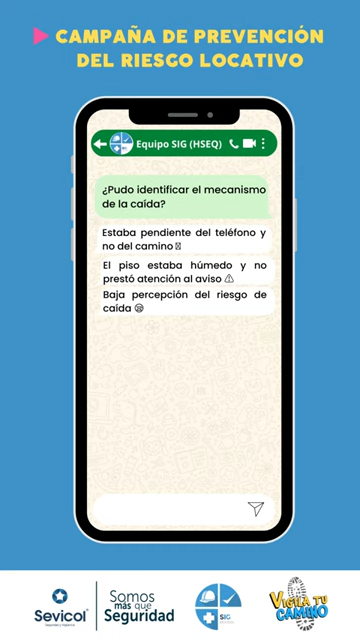 CAMPAÑA DE PREVENCIÓN
DEL RIESGO LOCATIVO
Equipo SIG (HSEQ)
¿Pudo identificar el mecanismo
de la caída?
Estaba pendiente del teléfono y
no del camino
El piso estaba húmedo y no
prestó atención al aviso ⚠
Baja percepción del riesgo de
caída 😢
Sevicol
Somos
más que
Seguridad
SIG
VIGILA TU
CAMINO